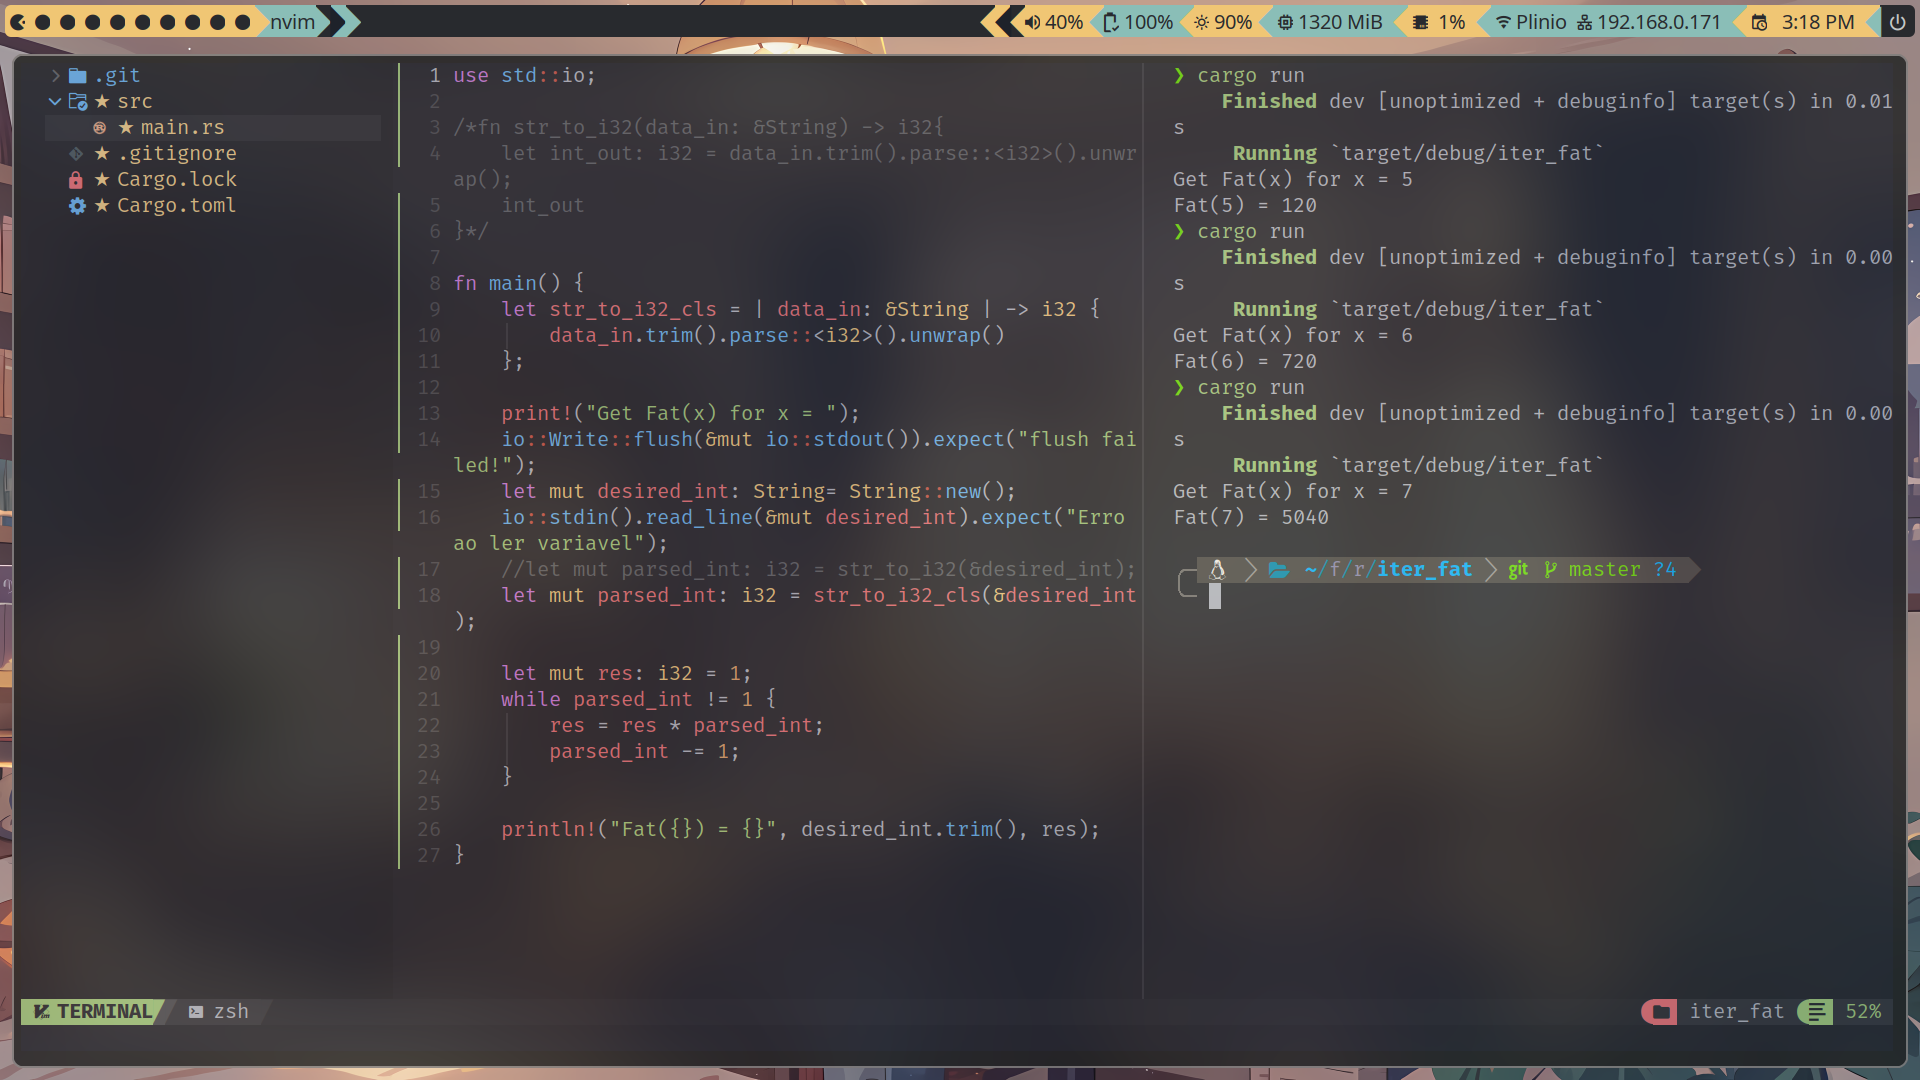 nvim
40% 100% 90% 1320 MiB 1% Plinio 192.168.0.171 3:18 PM
.git
src
main.rs
.gitignore
Cargo.lock
Cargo.toml
1 use std::io;
2
3 /*fn str_to_i32(data_in: &String) -> i32{
4     let int_out: i32 = data_in.trim().parse::<i32>().unwr
ap();
5     int_out
6 }*/
7
8 fn main() {
9     let str_to_i32_cls = | data_in: &String | -> i32 {
10         data_in.trim().parse::<i32>().unwrap()
11     };
12
13     print!("Get Fat(x) for x = ");
14     io::Write::flush(&mut io::stdout()).expect("flush fai
led!");
15     let mut desired_int: String= String::new();
16     io::stdin().read_line(&mut desired_int).expect("Erro
ao ler variavel");
17     //let mut parsed_int: i32 = str_to_i32(&desired_int);
18     let mut parsed_int: i32 = str_to_i32_cls(&desired_int
);
19
20     let mut res: i32 = 1;
21     while parsed_int != 1 {
22         res = res * parsed_int;
23         parsed_int -= 1;
24     }
25
26     println!("Fat({}) = {}", desired_int.trim(), res);
27 }
❯ cargo run
    Finished dev [unoptimized + debuginfo] target(s) in 0.01
s
     Running `target/debug/iter_fat`
Get Fat(x) for x = 5
Fat(5) = 120
❯ cargo run
    Finished dev [unoptimized + debuginfo] target(s) in 0.00
s
     Running `target/debug/iter_fat`
Get Fat(x) for x = 6
Fat(6) = 720
❯ cargo run
    Finished dev [unoptimized + debuginfo] target(s) in 0.00
s
     Running `target/debug/iter_fat`
Get Fat(x) for x = 7
Fat(7) = 5040
~/f/r/iter_fat git master ?4
TERMINAL zsh iter_fat 52%